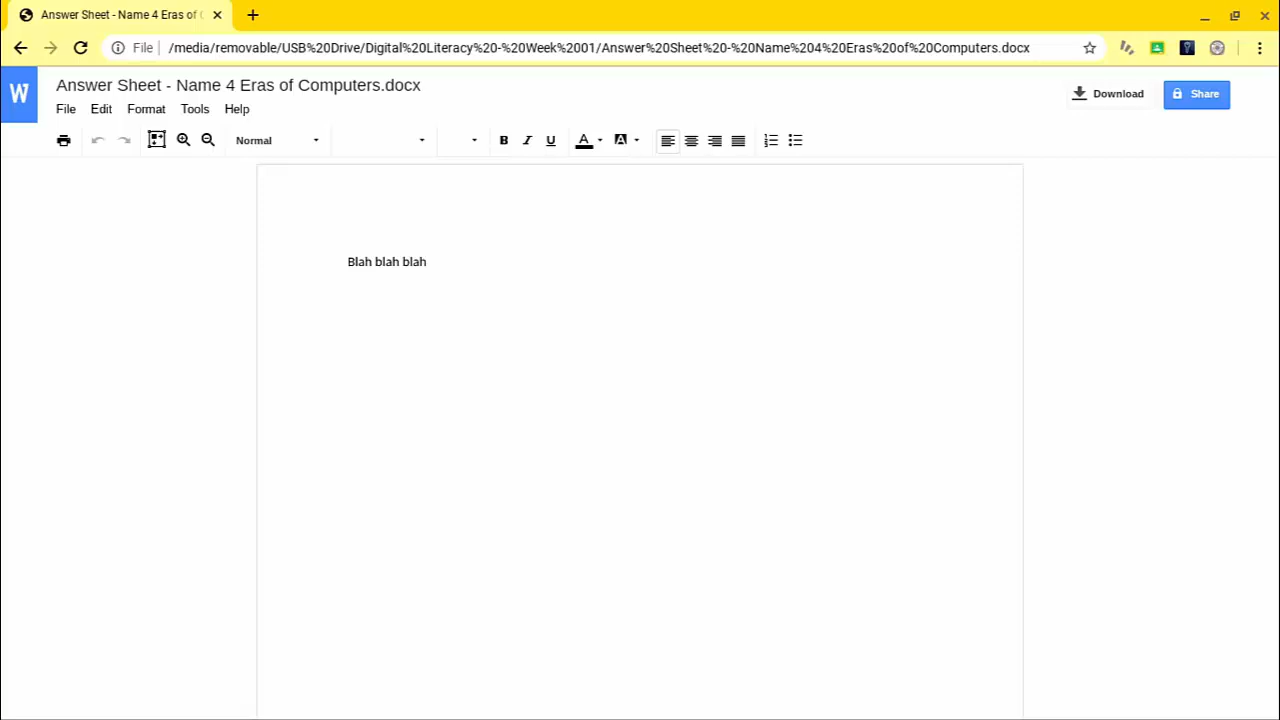 Answer Sheet - Name 4 Eras of C
File
/media/removable/USB%20Drive/Digital%20Literacy%20-%20Week%2001/Answer%20Sheet%20-%20Name%204%20Eras%20of%20Computers.docx
W
Answer Sheet - Name 4 Eras of Computers.docx
File Edit Format Tools Help
Download
Share
Normal
B I U A A
Blah blah blah